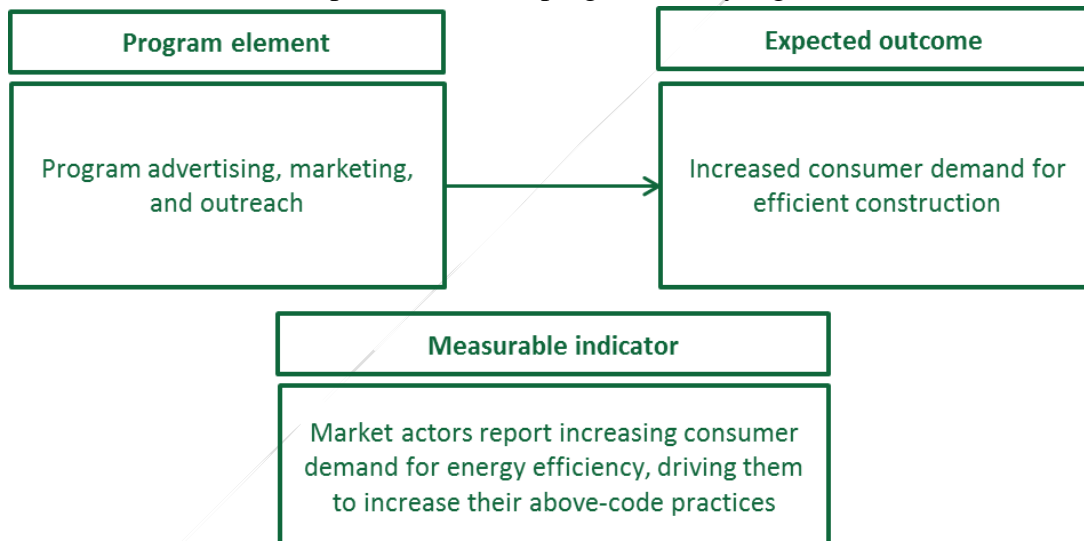 Program element
Expected outcome
Program advertising, marketing,
and outreach
Increased consumer demand for
efficient construction
Measurable indicator
Market actors report increasing consumer
demand for energy efficiency, driving them
to increase their above-code practices